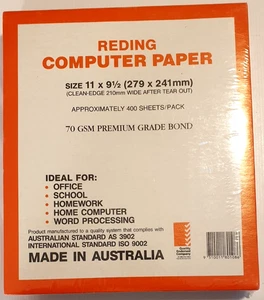 REDING
COMPUTER PAPER
SIZE 11 x 9½ (279 x 241mm)
(CLEAN-EDGE 210mm WIDE AFTER TEAR OUT)
APPROXIMATELY 400 SHEETS/PACK
70 GSM PREMIUM GRADE BOND
IDEAL FOR:
• OFFICE
• SCHOOL
• HOMEWORK
• HOME COMPUTER
• WORD PROCESSING
Product manufactured to a quality system that complies with
AUSTRALIAN STANDARD AS 3902
INTERNATIONAL STANDARD ISO 9002
MADE IN AUSTRALIA